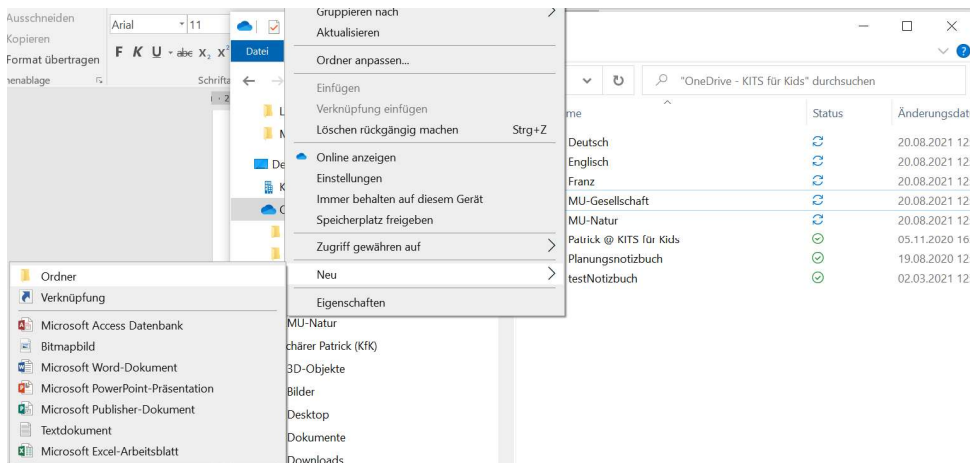 Ausschneiden
Kopieren
Format übertragen
Arial
11
F K U abc X₂ X²
Schrifta
2
Datei
Gruppieren nach
Aktualisieren
Ordner anpassen...
Einfügen
Verknüpfung einfügen
Löschen rückgängig machen Strg+Z
Online anzeigen
Einstellungen
Immer behalten auf diesem Gerät
Speicherplatz freigeben
Zugriff gewähren auf
Neu
Eigenschaften
Ordner
Verknüpfung
Microsoft Access Datenbank
Bitmapbild
Microsoft Word-Dokument
Microsoft PowerPoint-Präsentation
Microsoft Publisher-Dokument
Textdokument
Microsoft Excel-Arbeitsblatt
L
De
K
MU-Natur
chärer Patrick (KfK)
3D-Objekte
Bilder
Desktop
Dokumente
Downloads
"OneDrive - KITS für Kids" durchsuchen
me Status Änderungsdat
Deutsch 20.08.2021 12
Englisch 20.08.2021 12
Franz 20.08.2021 12
MU-Gesellschaft 20.08.2021 12
MU-Natur 20.08.2021 12
Patrick @ KITS für Kids 05.11.2020 16
Planungsnotizbuch 19.08.2020 12
testNotizbuch 02.03.2021 12